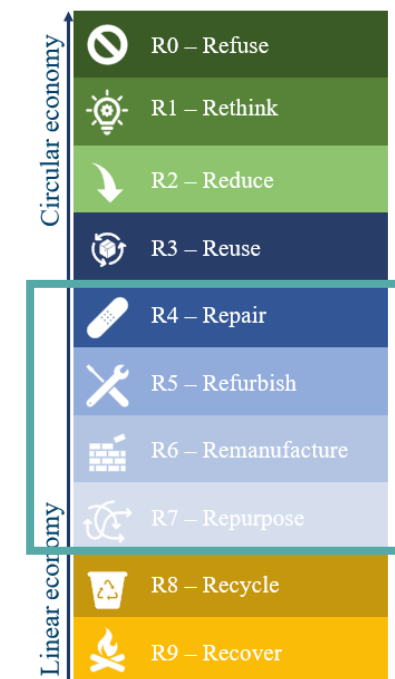 Circular economy
Linear economy
R0 – Refuse
R1 – Rethink
R2 – Reduce
R3 – Reuse
R4 – Repair
R5 – Refurbish
R6 – Remanufacture
R7 – Repurpose
R8 – Recycle
R9 – Recover